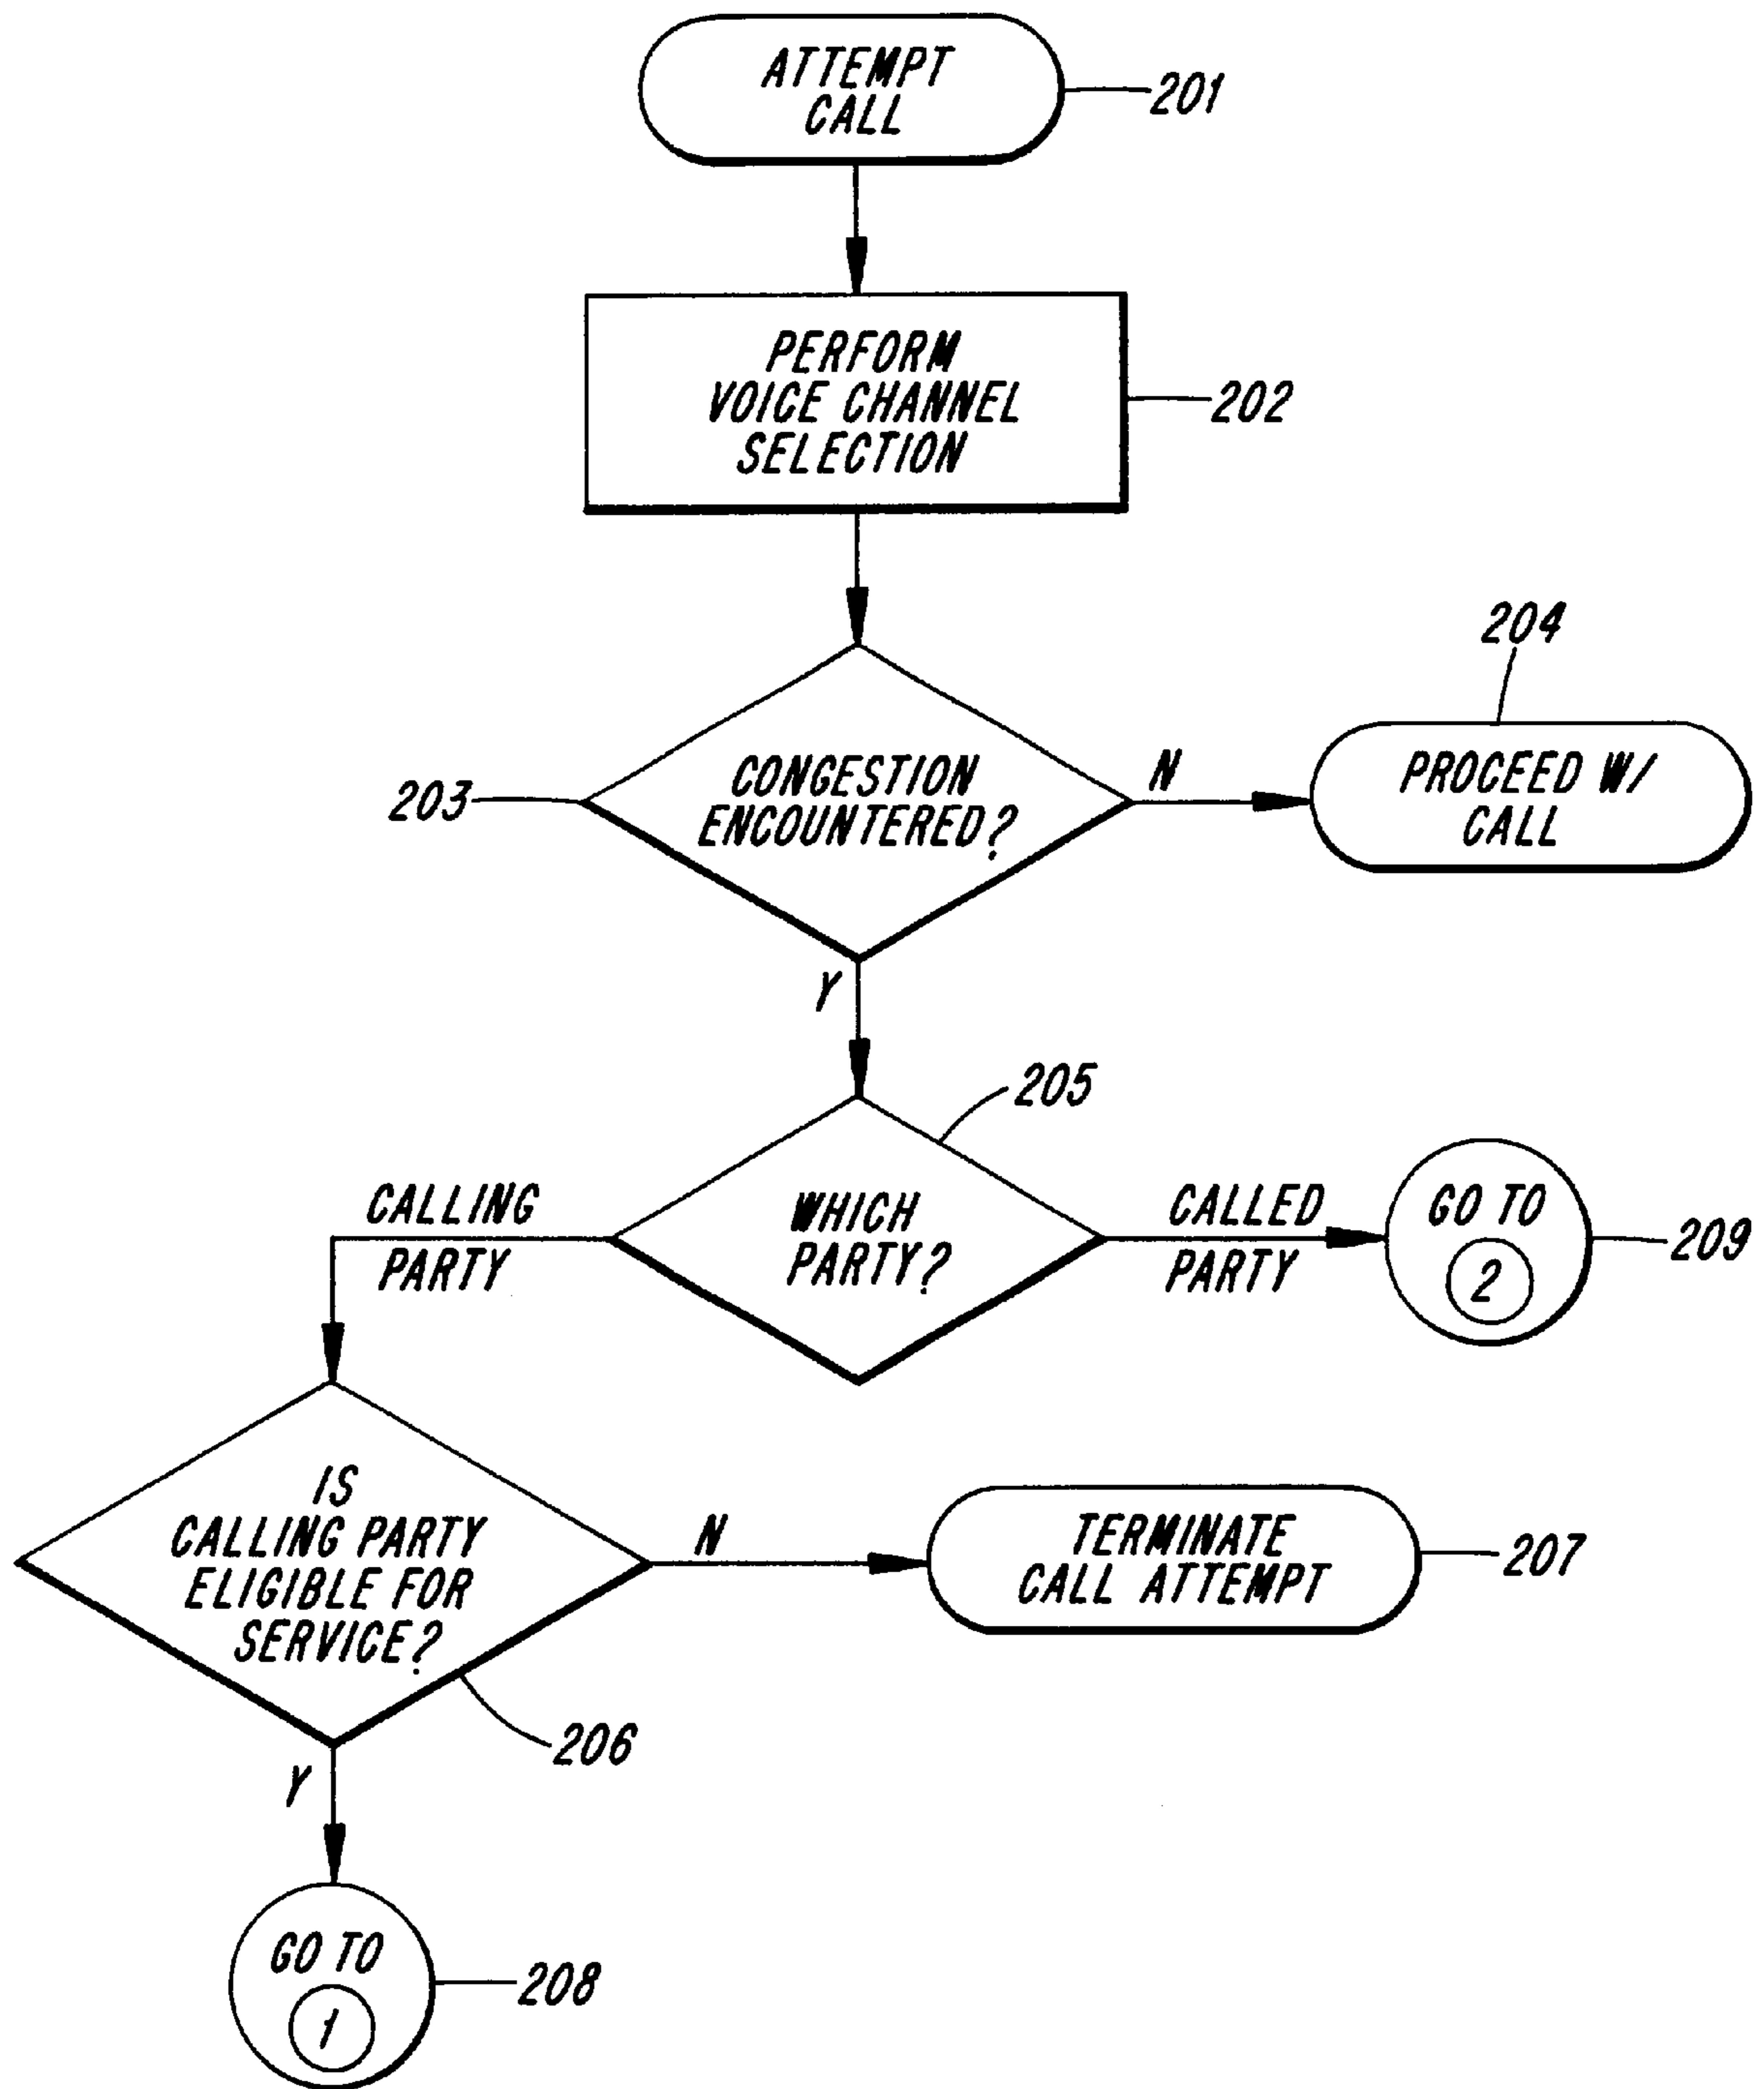 ATTEMPT
CALL
201
PERFORM
VOICE CHANNEL
SELECTION
202
203
CONGESTION
ENCOUNTERED?
N
204
PROCEED W/
CALL
Y
205
WHICH
PARTY?
CALLING
PARTY
CALLED
PARTY
GO TO
2
209
IS
CALLING PARTY
ELIGIBLE FOR
SERVICE?
206
N
TERMINATE
CALL ATTEMPT
207
Y
GO TO
1
208